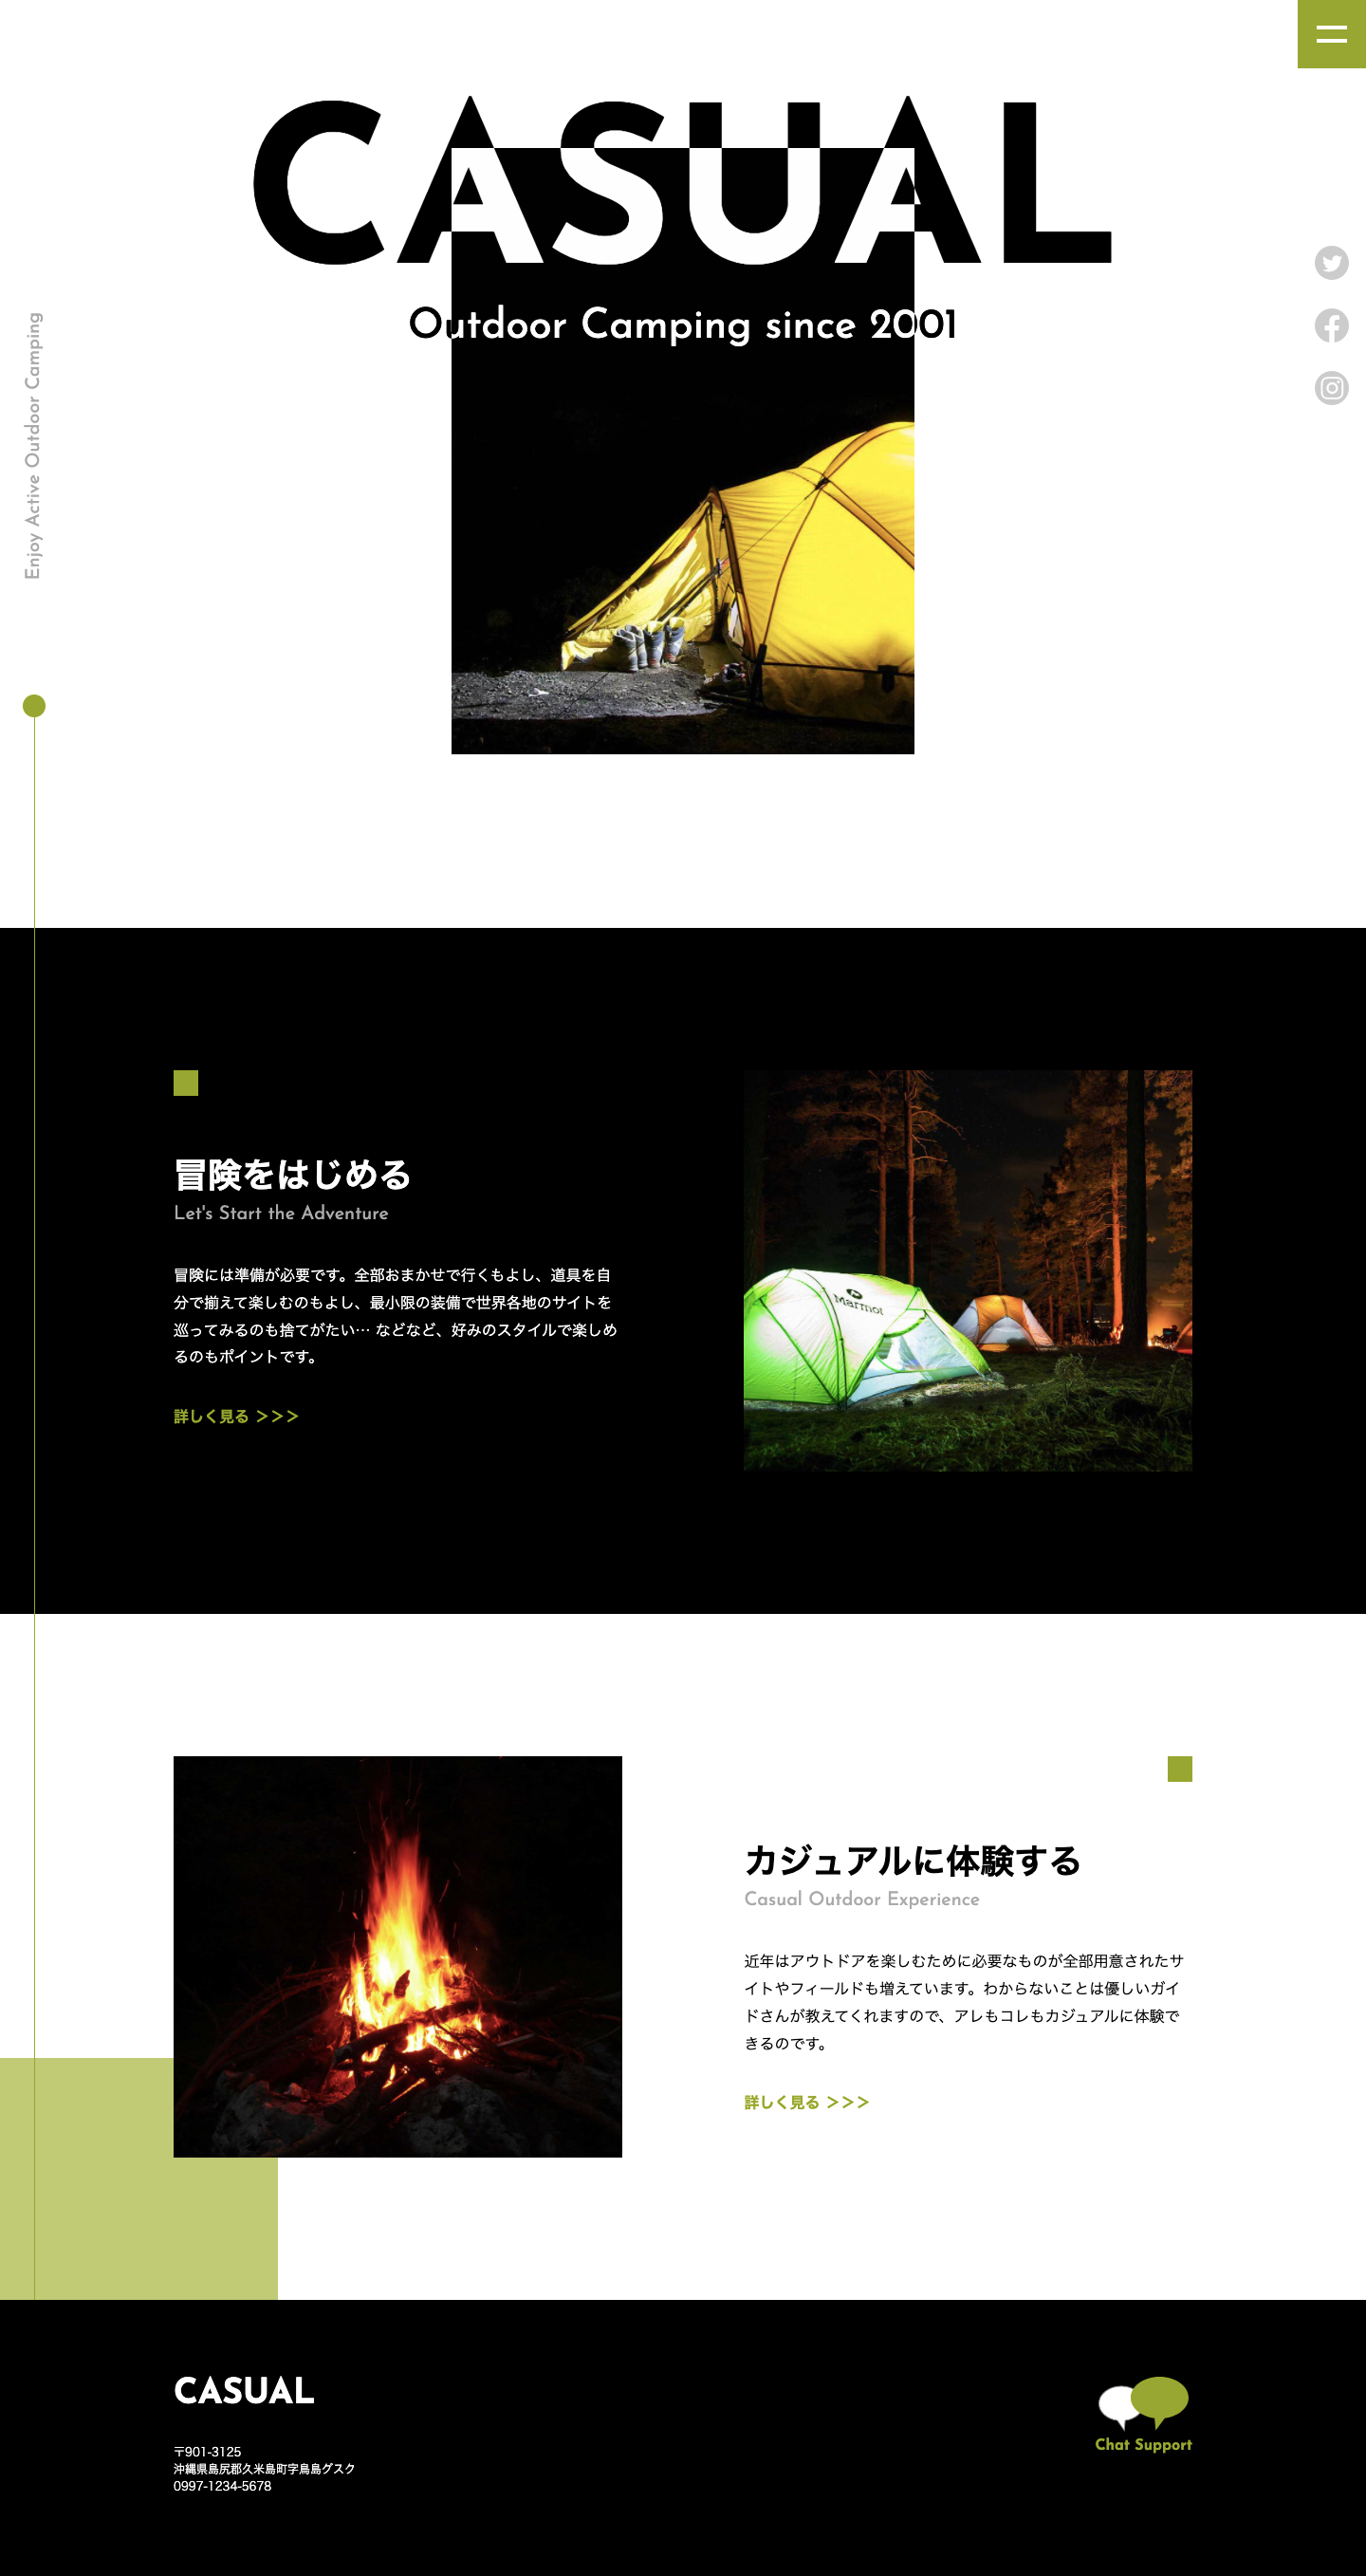 CASUAL
Outdoor Camping since 2001
Enjoy Active Outdoor Camping
冒険をはじめる
Let's Start the Adventure
冒険には準備が必要です。全部おまかせで行くもよし、道具を自
分で揃えて楽しむのもよし、最小限の装備で世界各地のサイトを
巡ってみるのも捨てがたい… などなど、好みのスタイルで楽しめ
るのもポイントです。
詳しく見る >>>
Marmot
カジュアルに体験する
Casual Outdoor Experience
近年はアウトドアを楽しむために必要なものが全部用意されたサ
イトやフィールドも増えています。わからないことは優しいガイ
ドさんが教えてくれますので、アレもコレもカジュアルに体験で
きるのです。
詳しく見る >>>
CASUAL
〒901-3125
沖縄県島尻郡久米島町字鳥島グスク
0997-1234-5678
Chat Support